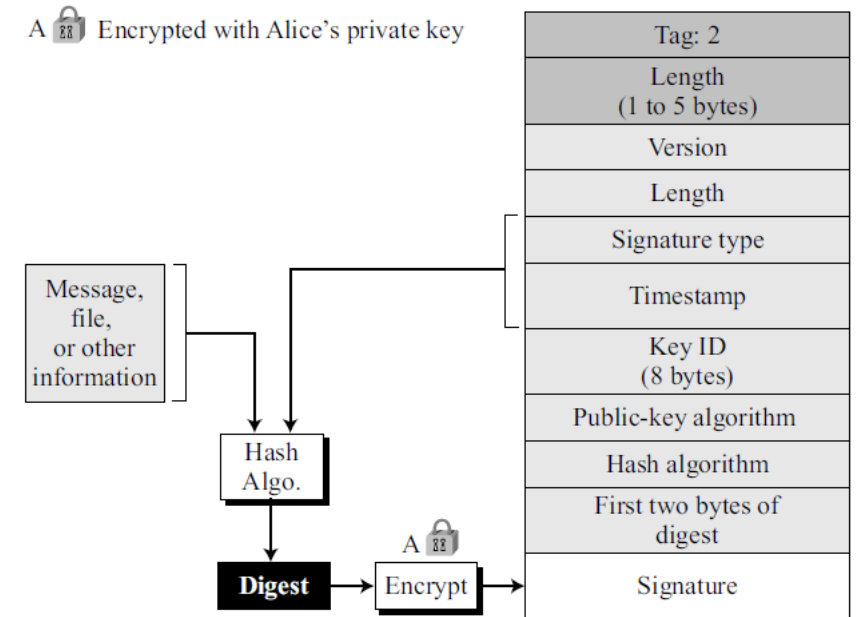 A Encrypted with Alice's private key
Tag: 2
Length
(1 to 5 bytes)
Version
Length
Signature type
Timestamp
Key ID
(8 bytes)
Public-key algorithm
Hash algorithm
First two bytes of
digest
Signature
Message,
file,
or other
information
Hash
Algo.
Digest
A
Encrypt